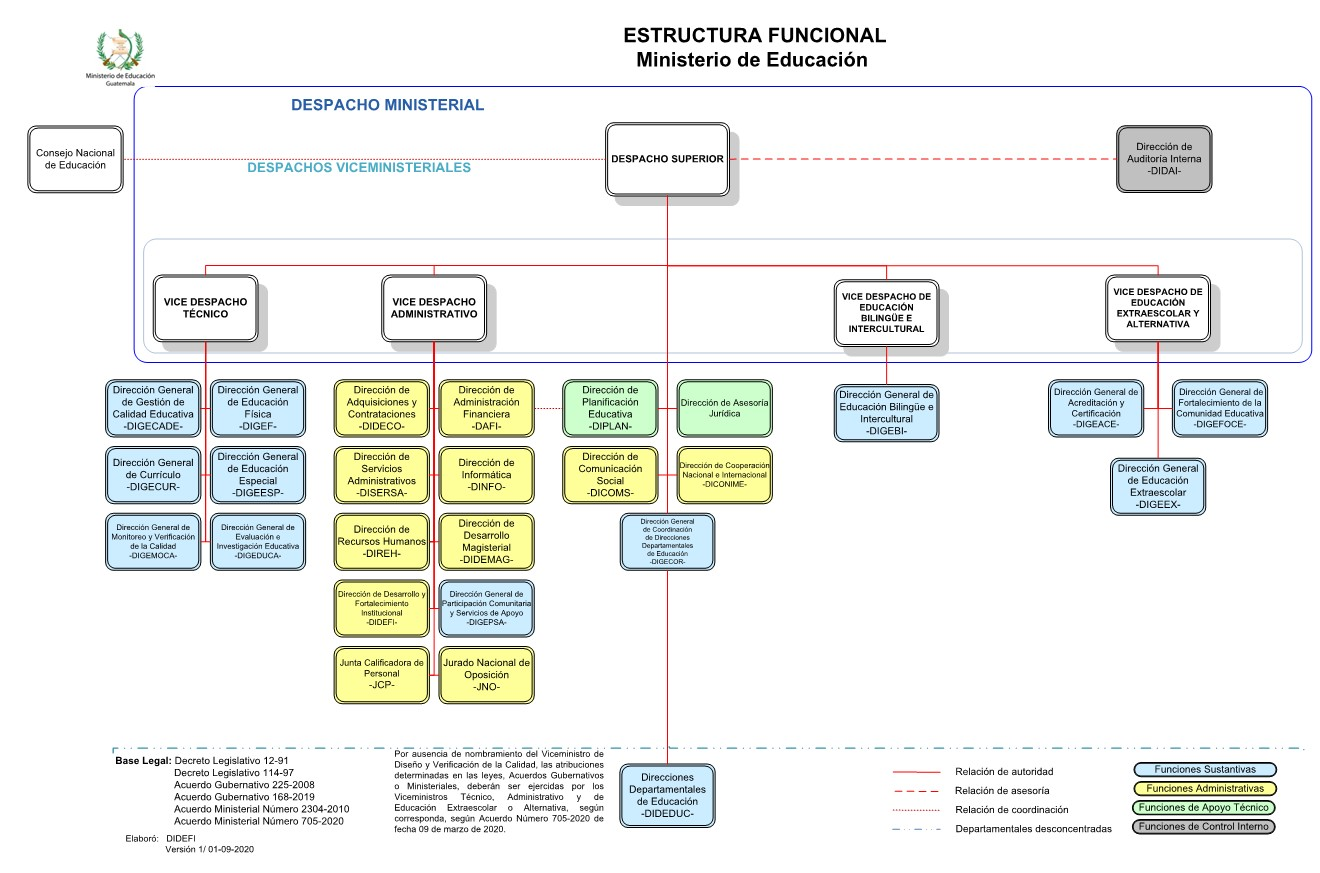 ESTRUCTURA FUNCIONAL
Ministerio de Educación
Ministerio de Educación
Guatemala
DESPACHO MINISTERIAL
Consejo Nacional
de Educación
DESPACHOS VICEMINISTERIALES
DESPACHO SUPERIOR
Dirección de
Auditoría Interna
-DIDAI-
VICE DESPACHO
TÉCNICO
VICE DESPACHO
ADMINISTRATIVO
VICE DESPACHO DE
EDUCACIÓN
BILINGÜE E
INTERCULTURAL
VICE DESPACHO DE
EDUCACIÓN
EXTRAESCOLAR Y
ALTERNATIVA
Dirección General
de Gestión de
Calidad Educativa
-DIGECADE-
Dirección General
de Educación
Física
-DIGEF-
Dirección de
Adquisiciones y
Contrataciones
-DIDECO-
Dirección de
Administración
Financiera
-DAFI-
Dirección de
Planificación
Educativa
-DIPLAN-
Dirección de Asesoría
Jurídica
Dirección General de
Educación Bilingüe e
Intercultural
-DIGEBI-
Dirección General de
Acreditación y
Certificación
-DIGEACE-
Dirección General de
Fortalecimiento de la
Comunidad Educativa
-DIGEFOCE-
Dirección General
de Currículo
-DIGECUR-
Dirección General
de Educación
Especial
-DIGEESP-
Dirección de
Servicios
Administrativos
-DISERSA-
Dirección de
Informática
-DINFO-
Dirección de
Comunicación
Social
-DICOMS-
Dirección de Cooperación
Nacional e Internacional
-DICONIME-
Dirección General
de Educación
Extraescolar
-DIGEEX-
Dirección General de
Monitoreo y Verificación
de la Calidad
-DIGEMOCA-
Dirección General de
Evaluación e
Investigación Educativa
-DIGEDUCA-
Dirección de
Recursos Humanos
-DIREH-
Dirección de
Desarrollo
Magisterial
-DIDEMAG-
Dirección General
de Coordinación
de Direcciones
Departamentales
de Educación
-DIGECOR-
Dirección de Desarrollo y
Fortalecimiento
Institucional
-DIDEFI-
Dirección General de
Participación Comunitaria
y Servicios de Apoyo
-DIGEPSA-
Junta Calificadora de
Personal
-JCP-
Jurado Nacional de
Oposición
-JNO-
Base Legal: Decreto Legislativo 12-91
Decreto Legislativo 114-97
Acuerdo Gubernativo 225-2008
Acuerdo Gubernativo 168-2019
Acuerdo Ministerial Número 2304-2010
Acuerdo Ministerial Número 705-2020
Elaboró: DIDEFI
Versión 1/ 01-09-2020
Por ausencia de nombramiento del Viceministro de
Diseño y Verificación de la Calidad, las atribuciones
determinadas en las leyes, Acuerdos Gubernativos
o Ministeriales, deberán ser ejercidas por los
Viceministros Técnico, Administrativo y de
Educación Extraescolar o Alternativa, según
corresponda, según Acuerdo Número 705-2020 de
fecha 09 de marzo de 2020.
Direcciones
Departamentales
de Educación
-DIDEDUC-
Relación de autoridad
Relación de asesoría
Relación de coordinación
Departamentales desconcentradas
Funciones Sustantivas
Funciones Administrativas
Funciones de Apoyo Técnico
Funciones de Control Interno